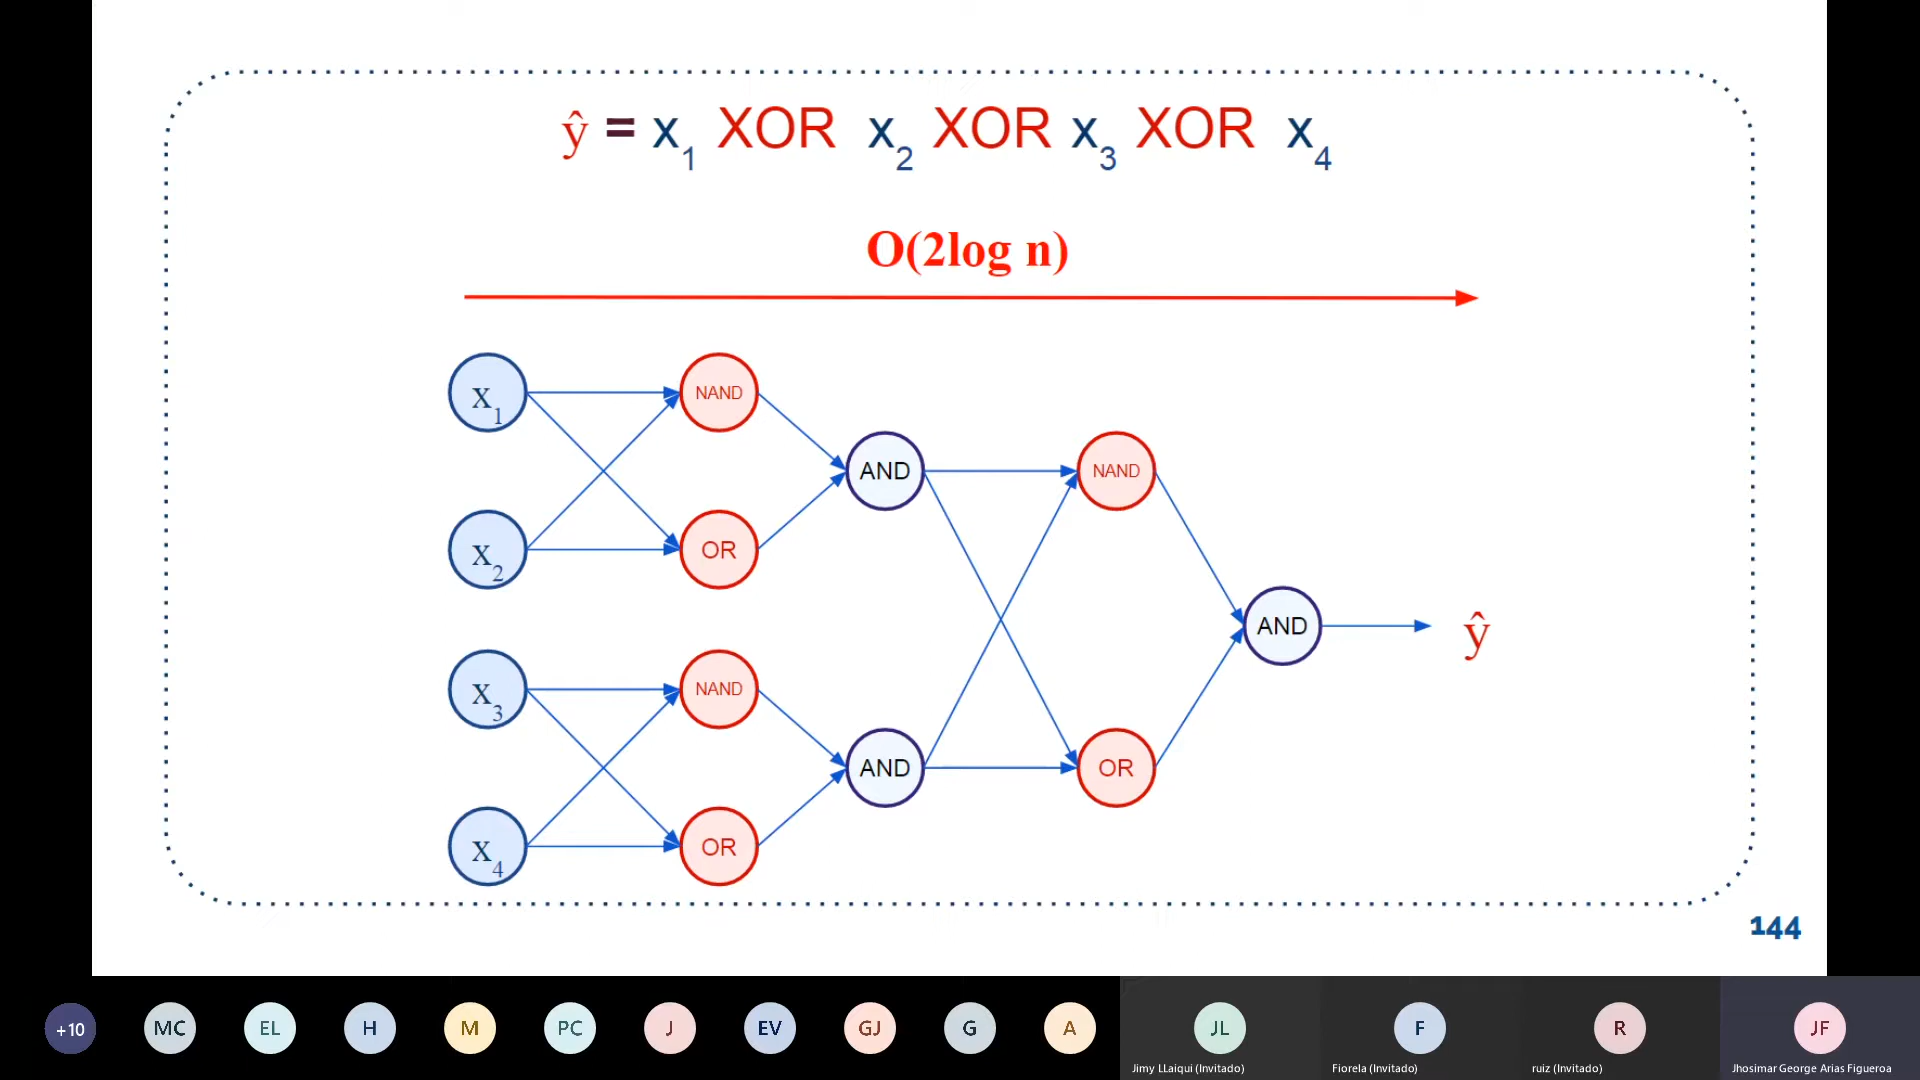 ŷ = x1 XOR x2 XOR x3 XOR x4
O(2log n)
x1
NAND
AND
NAND
x2
OR
AND
ŷ
x3
NAND
AND
OR
x4
OR
144
+10
MC
EL
H
M
PC
J
EV
GJ
G
A
JL
F
R
JF
Jimy LLaiqui (Invitado)
Fiorela (Invitado)
ruiz (Invitado)
Jhosimar George Arias Figueroa